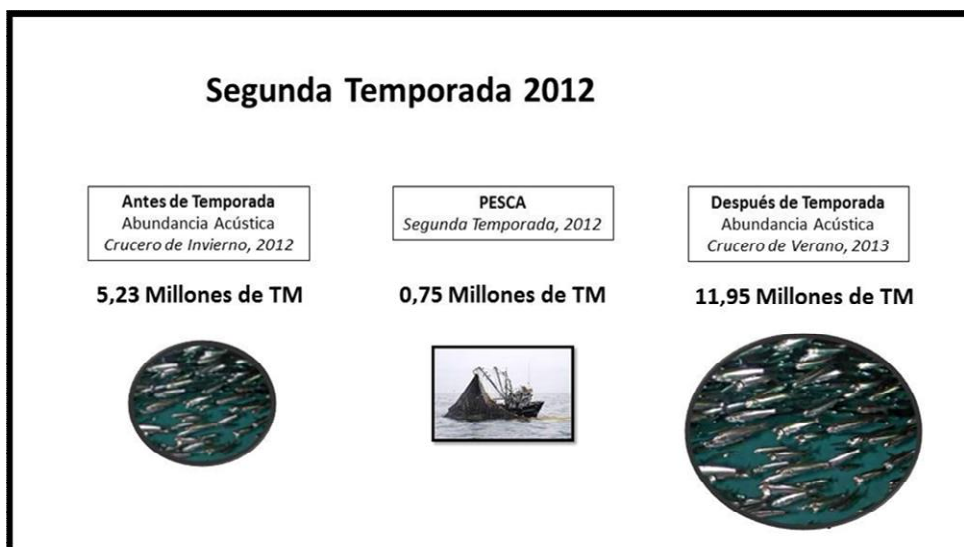 Segunda Temporada 2012
Antes de Temporada
Abundancia Acústica
Crucero de Invierno, 2012
5,23 Millones de TM
PESCA
Segunda Temporada, 2012
0,75 Millones de TM
Después de Temporada
Abundancia Acústica
Crucero de Verano, 2013
11,95 Millones de TM